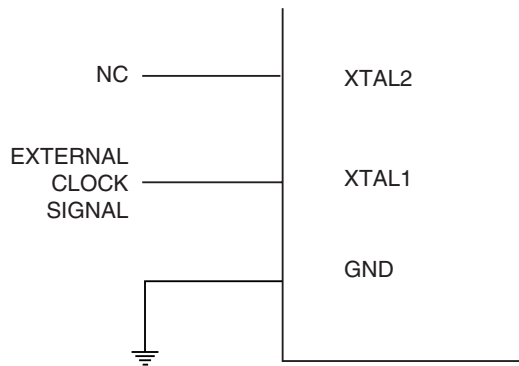 NC
XTAL2
EXTERNAL
CLOCK
SIGNAL
XTAL1
GND